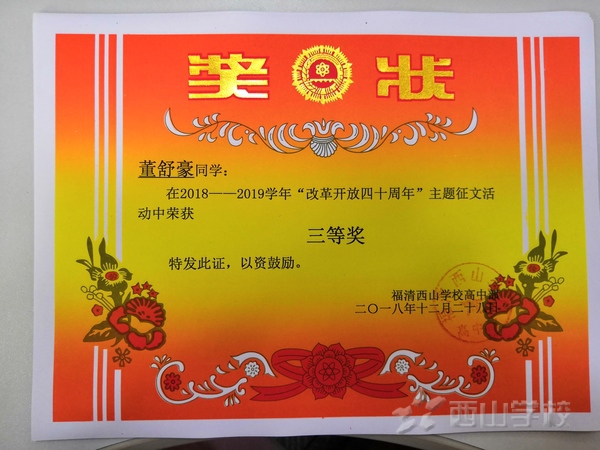 奖状
董舒豪同学：
在2018——2019学年“改革开放四十周年”主题征文活
动中荣获
三等奖
特发此证，以资鼓励。
福清西山学校高中部
二〇一八年十二月二十八日
西山学校